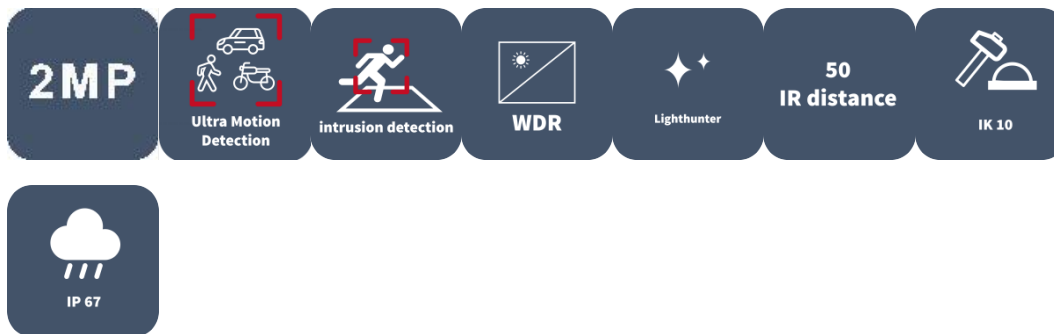 2MP
Ultra Motion
Detection
intrusion detection
WDR
Lighthunter
50
IR distance
IK 10
IP 67